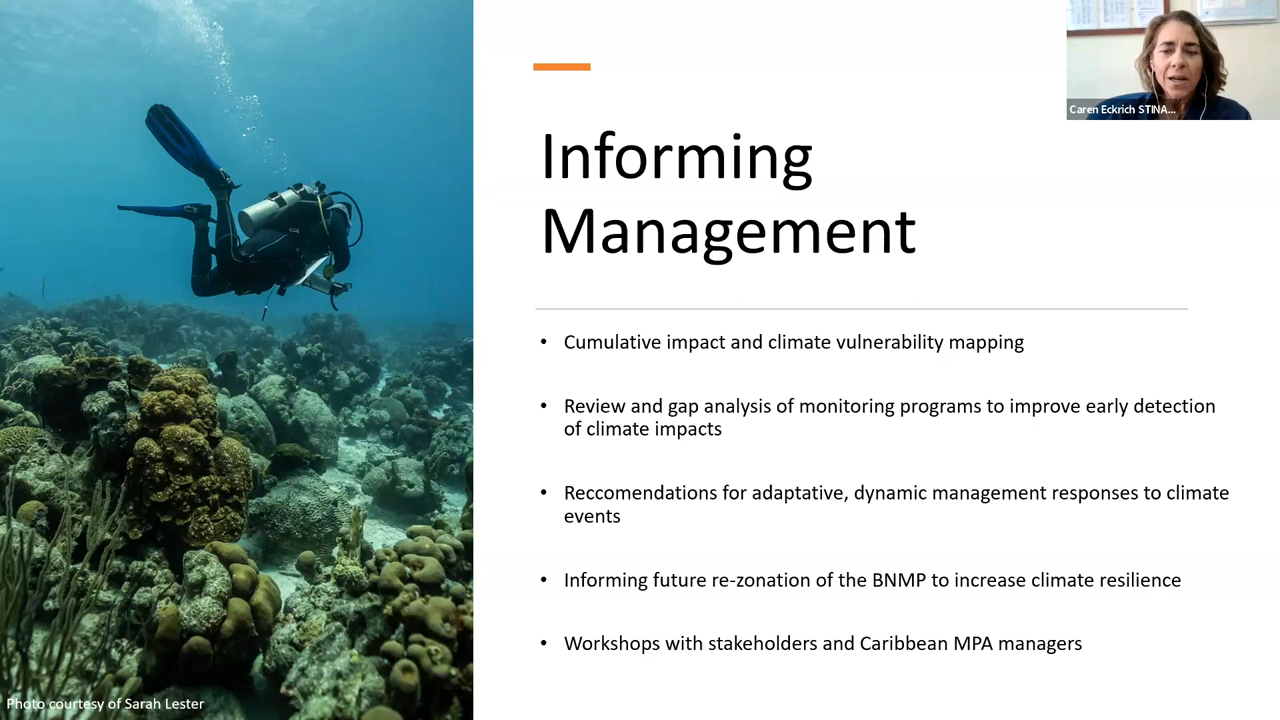 Caren Eckrich STINA...
Informing
Management
• Cumulative impact and climate vulnerability mapping
• Review and gap analysis of monitoring programs to improve early detection
of climate impacts
• Reccomendations for adaptative, dynamic management responses to climate
events
• Informing future re-zonation of the BNMP to increase climate resilience
• Workshops with stakeholders and Caribbean MPA managers
Photo courtesy of Sarah Lester